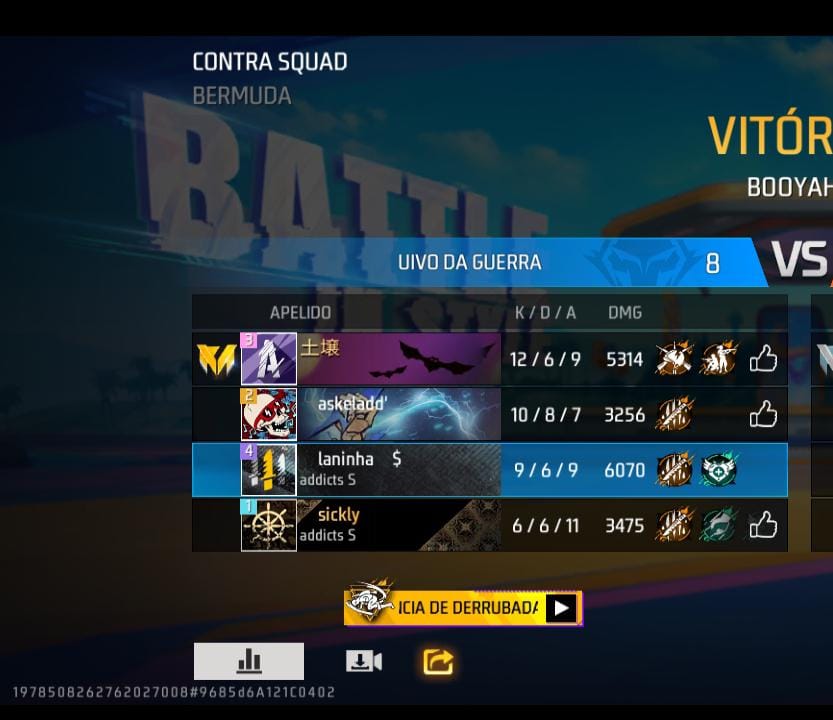 CONTRA SQUAD
BERMUDA
BATTLE
VITÓR
BOOYAH
UIVO DA GUERRA 8 VS
APELIDO K / D / A DMG
3 土壌 12 / 6 / 9 5314
2 askeladd' 10 / 8 / 7 3256
4 laninha $ 9 / 6 / 9 6070
addicts S
1 sickly 6 / 6 / 11 3475
addicts S
ICIA DE DERRUBADA
1978508262762027008#9685d6A121C0402